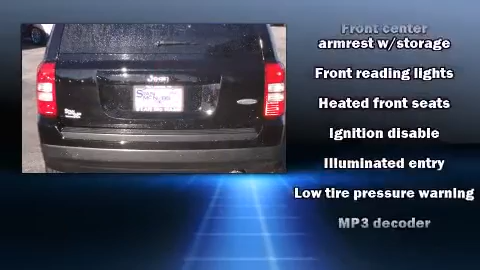 Front center
armrest w/storage
Front reading lights
Heated front seats
Ignition disable
Illuminated entry
Low tire pressure warning
MP3 decoder
Jeep